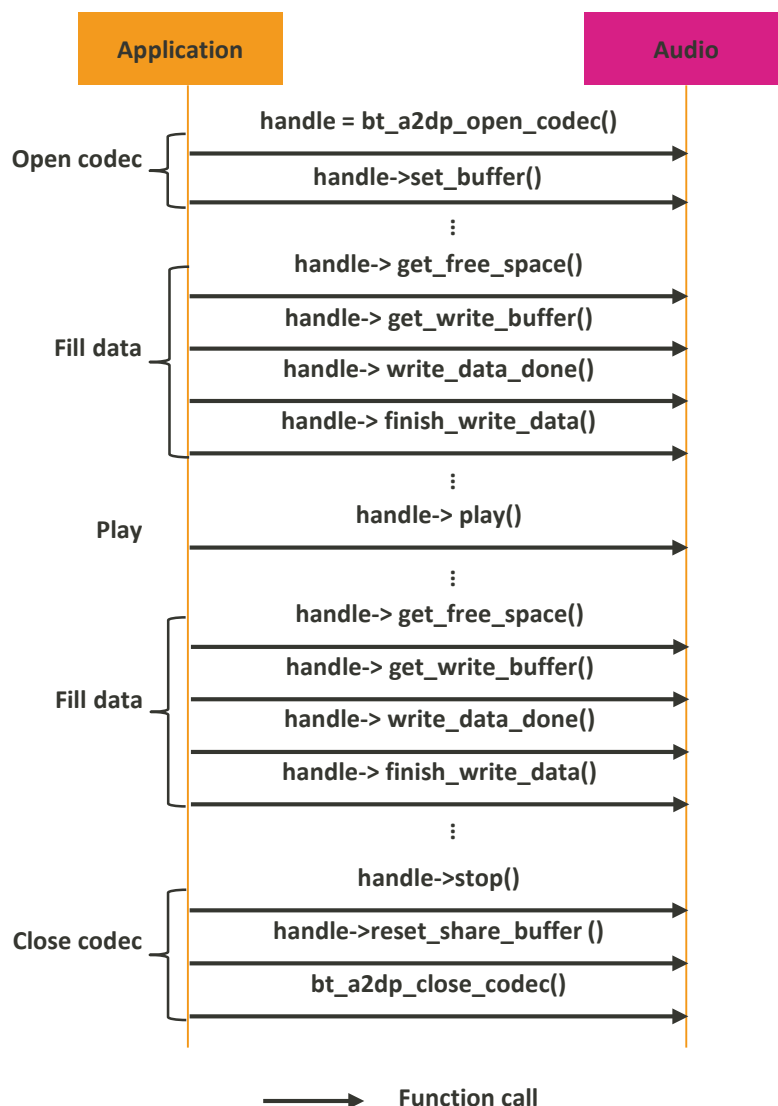 Application
Audio
handle = bt_a2dp_open_codec()
Open codec
handle->set_buffer()
...
handle-> get_free_space()
handle-> get_write_buffer()
Fill data
handle-> write_data_done()
handle-> finish_write_data()
...
handle-> play()
Play
...
handle-> get_free_space()
handle-> get_write_buffer()
Fill data
handle-> write_data_done()
handle-> finish_write_data()
...
handle->stop()
handle->reset_share_buffer ()
Close codec
bt_a2dp_close_codec()
Function call